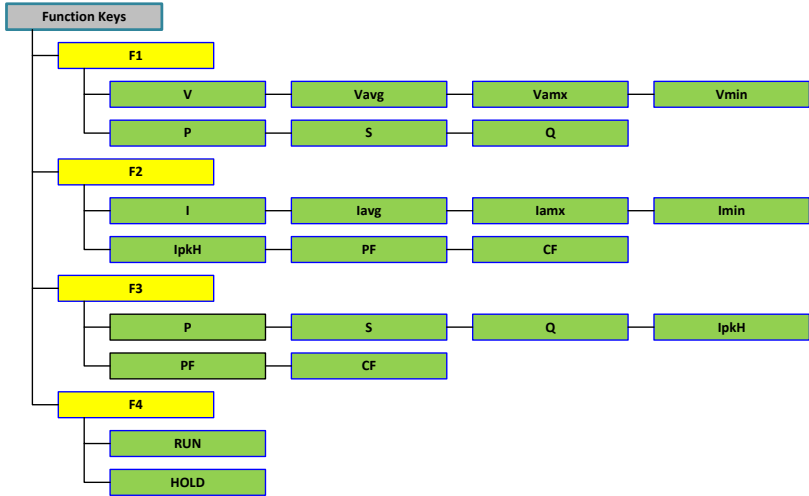 Function Keys
F1
V Vavg Vamx Vmin
P S Q
F2
I Iavg Iamx Imin
IpkH PF CF
F3
P S Q IpkH
PF CF
F4
RUN
HOLD